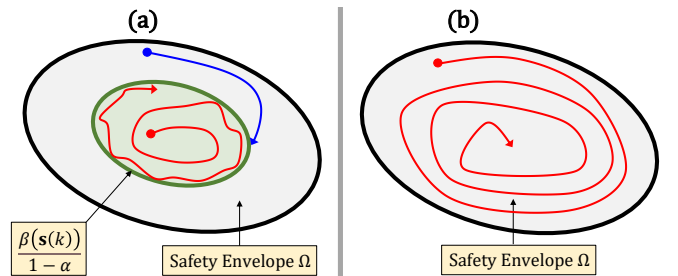 (a)
(b)
β(s(k))
1 − α
Safety Envelope Ω
Safety Envelope Ω